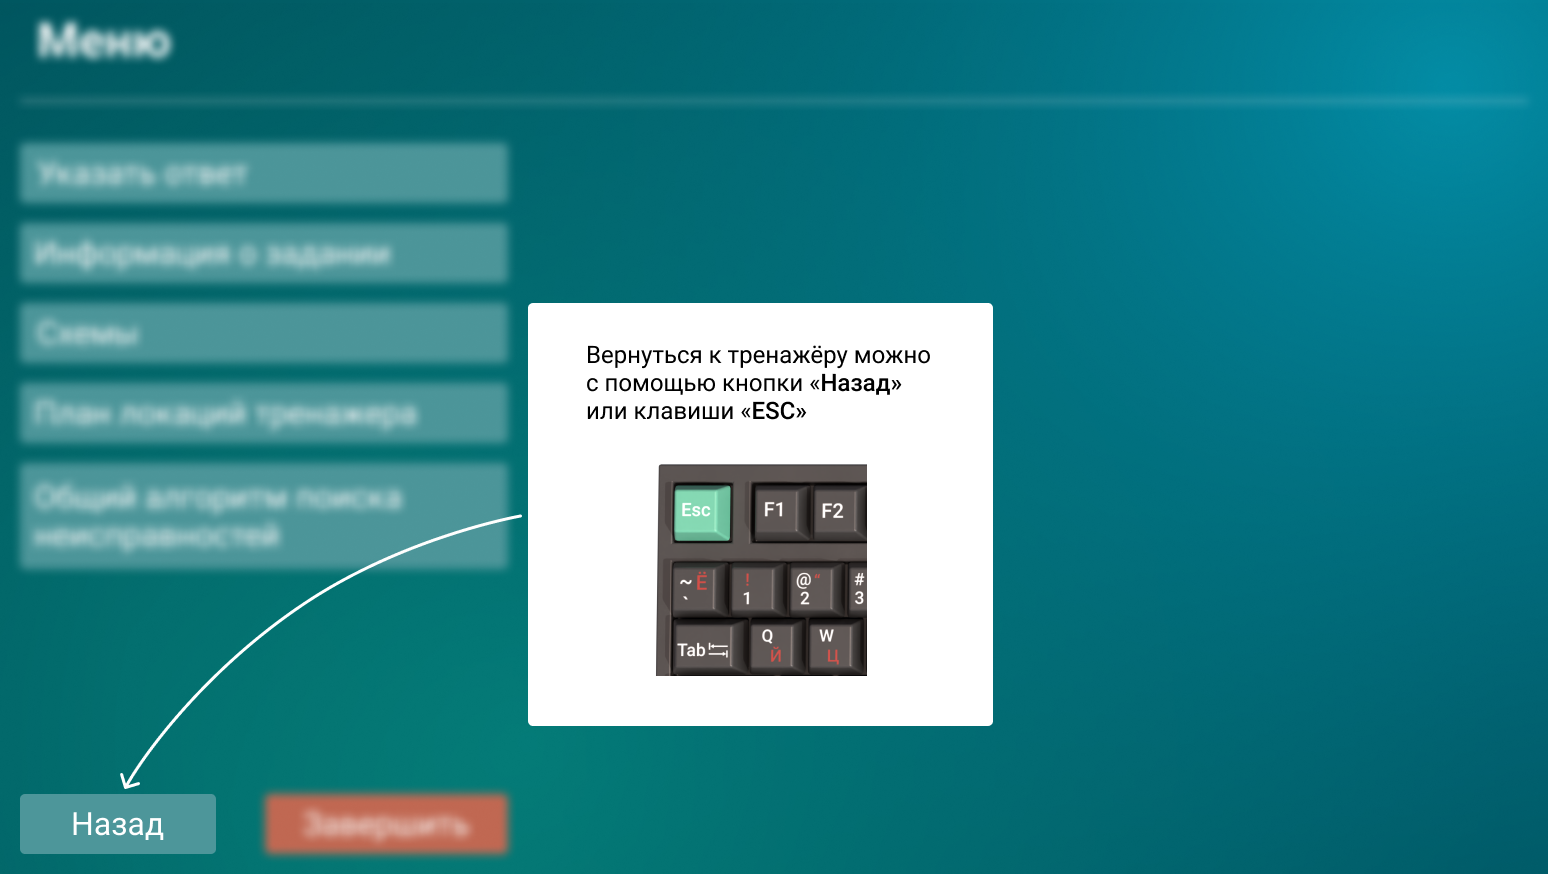 Меню
Указать ответ
Информация о задании
Схемы
План локаций тренажера
Общий алгоритм поиска
неисправностей
Вернуться к тренажёру можно
с помощью кнопки «Назад»
или клавиши «ESC»
Esc F1 F2
~ Ё ! @ " #
` 1 2 3
Tab Q W
Й Ц
Назад
Завершить